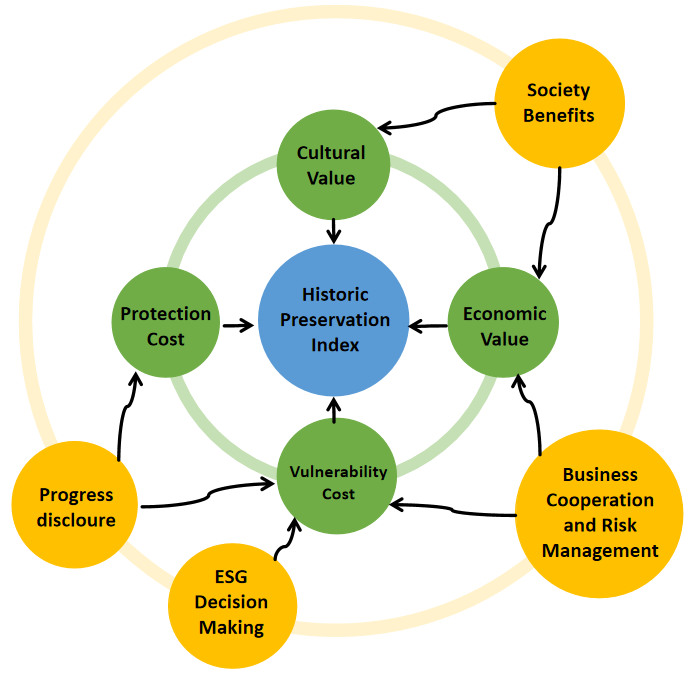 Society
Benefits
Cultural
Value
Historic
Preservation
Index
Protection
Cost
Economic
Value
Vulnerability
Cost
Progress
discloure
Business
Cooperation
and Risk
Management
ESG
Decision
Making